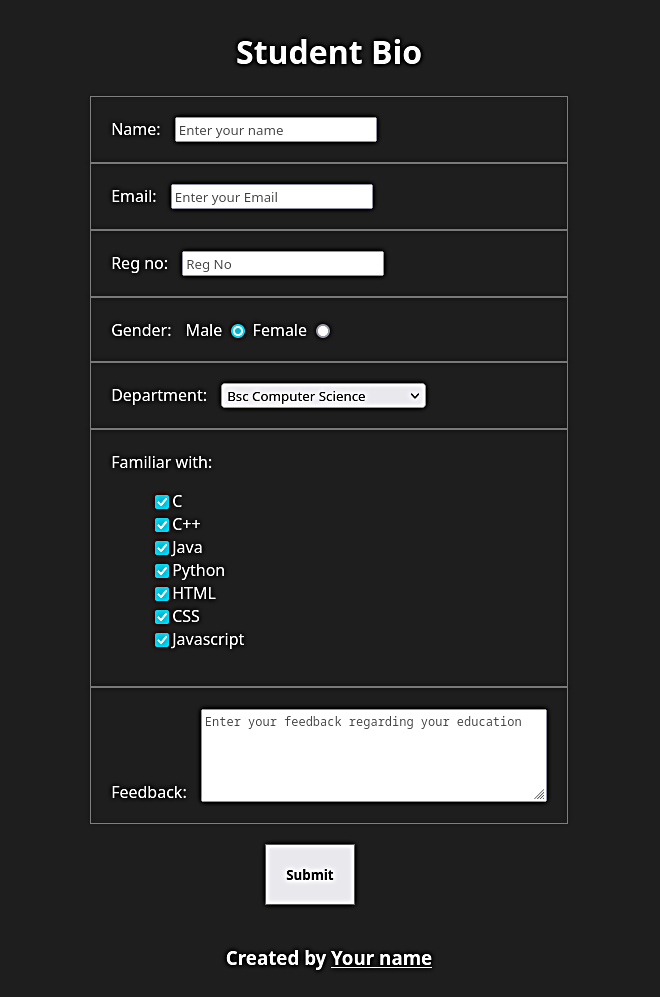 Student Bio
Name: Enter your name
Email: Enter your Email
Reg no: Reg No
Gender: Male Female
Department: Bsc Computer Science
Familiar with:
C
C++
Java
Python
HTML
CSS
Javascript
Enter your feedback regarding your education
Feedback:
Submit
Created by Your name